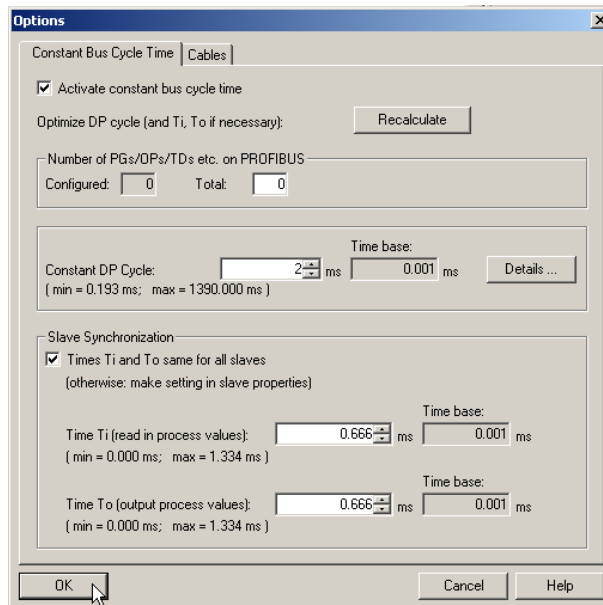 Options
Constant Bus Cycle Time Cables
Activate constant bus cycle time
Optimize DP cycle (and Ti, To if necessary): Recalculate
Number of PGs/OPs/TDs etc. on PROFIBUS
Configured: 0 Total: 0
Time base:
Constant DP Cycle: 2 ms 0.001 ms Details ...
( min = 0.193 ms; max = 1390.000 ms )
Slave Synchronization
Times Ti and To same for all slaves
(otherwise: make setting in slave properties)
Time base:
Time Ti (read in process values): 0.666 ms 0.001 ms
( min = 0.000 ms; max = 1.334 ms )
Time base:
Time To (output process values): 0.666 ms 0.001 ms
( min = 0.000 ms; max = 1.334 ms )
OK Cancel Help